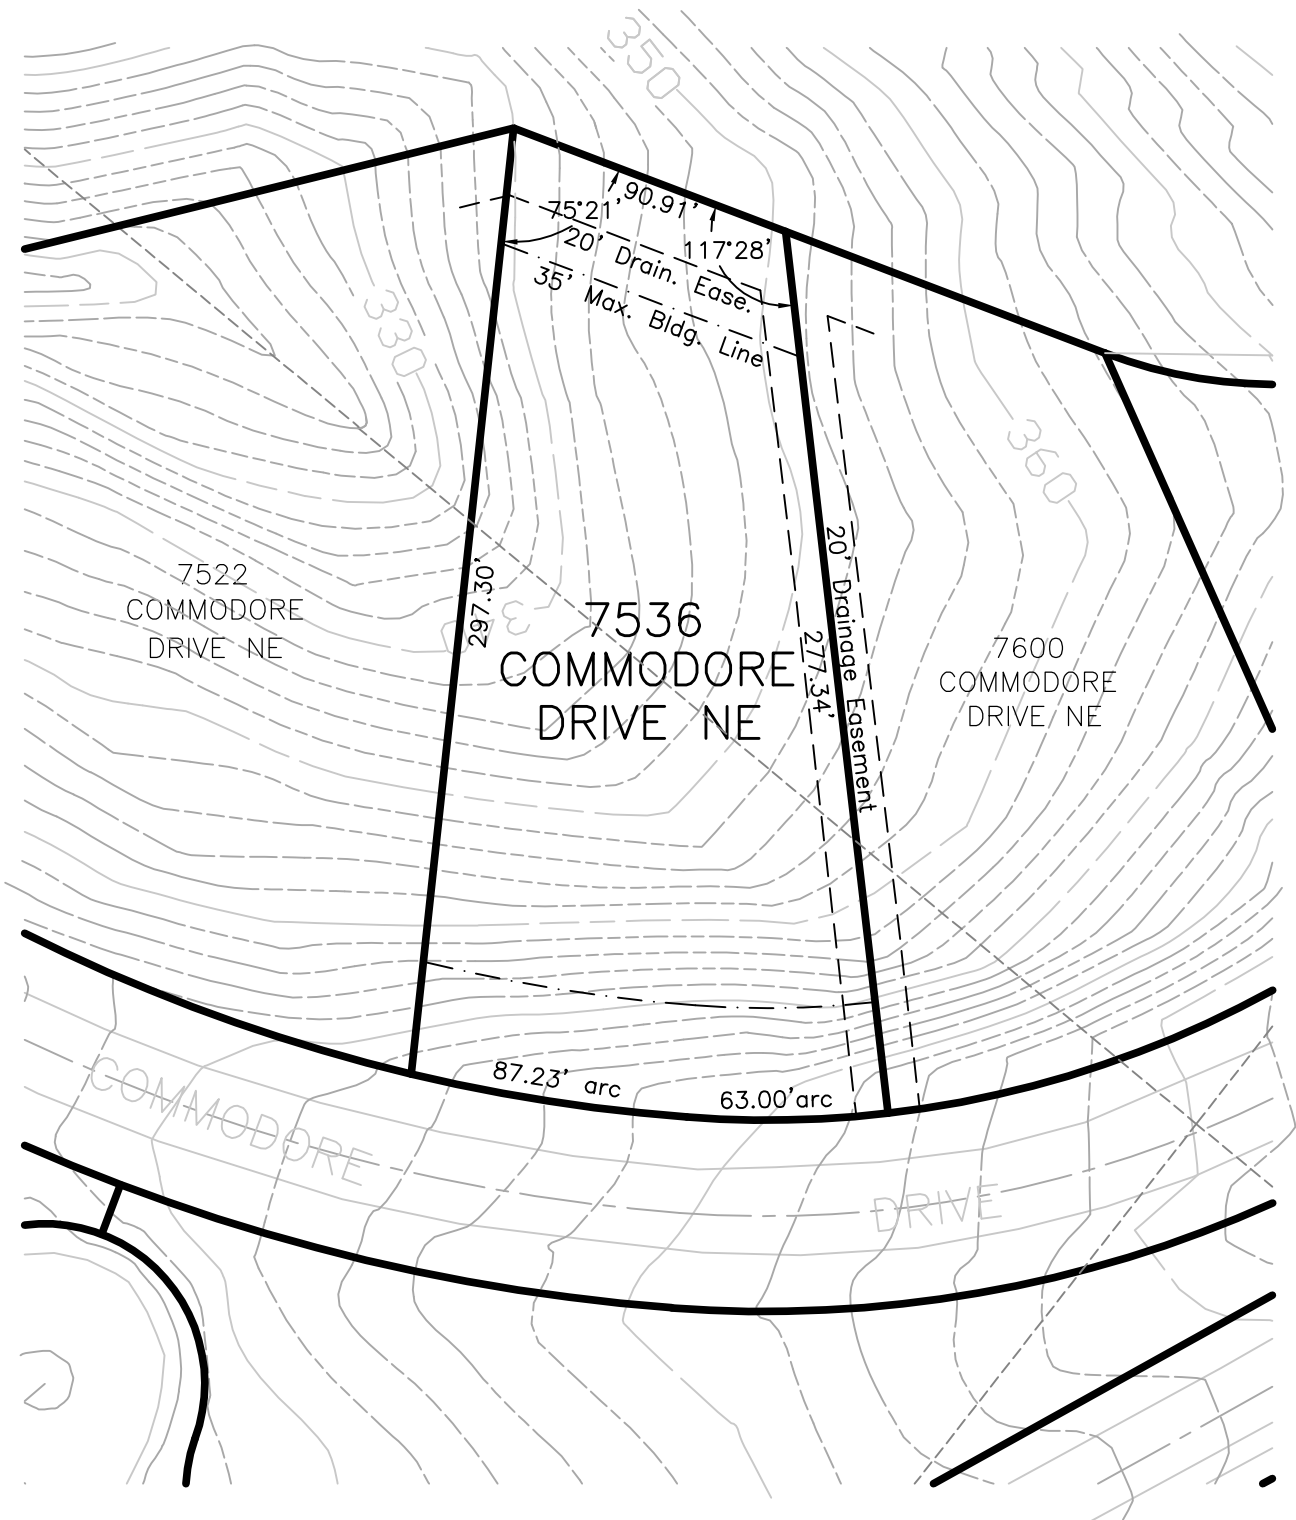 350
90.91'
75°21'
117°28'
20' Drain. Ease.
35' Max. Bldg. Line
330
360
20' Drainage Easement
297.30'
277.34'
7522
COMMODORE
DRIVE NE
7536
COMMODORE
DRIVE NE
7600
COMMODORE
DRIVE NE
87.23' arc
63.00'arc
COMMODORE
DRIVE